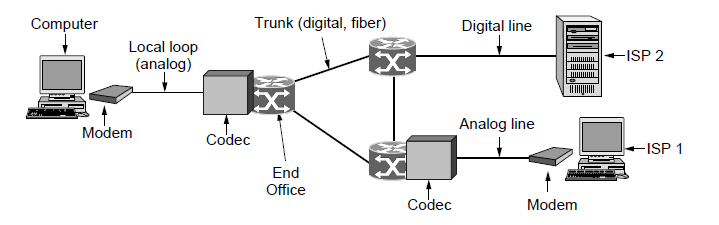 Computer
Local loop
(analog)
Trunk (digital, fiber)
Digital line
ISP 2
Modem
Codec
End
Office
Analog line
ISP 1
Codec
Modem